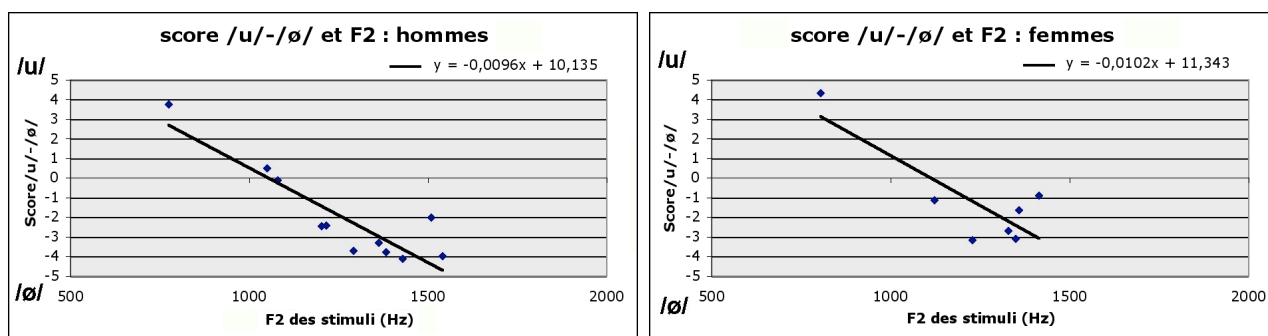 score /u/-/ø/ et F2 : hommes
/u/
y = -0,0096x + 10,135
5
4
3
2
1
0
-1
-2
-3
-4
-5
Score/u/-/ø/
/ø/
500
1000
1500
2000
F2 des stimuli (Hz)
score /u/-/ø/ et F2 : femmes
/u/
y = -0,0102x + 11,343
5
4
3
2
1
0
-1
-2
-3
-4
-5
Score/u/-/ø/
/ø/
500
1000
1500
2000
F2 des stimuli (Hz)